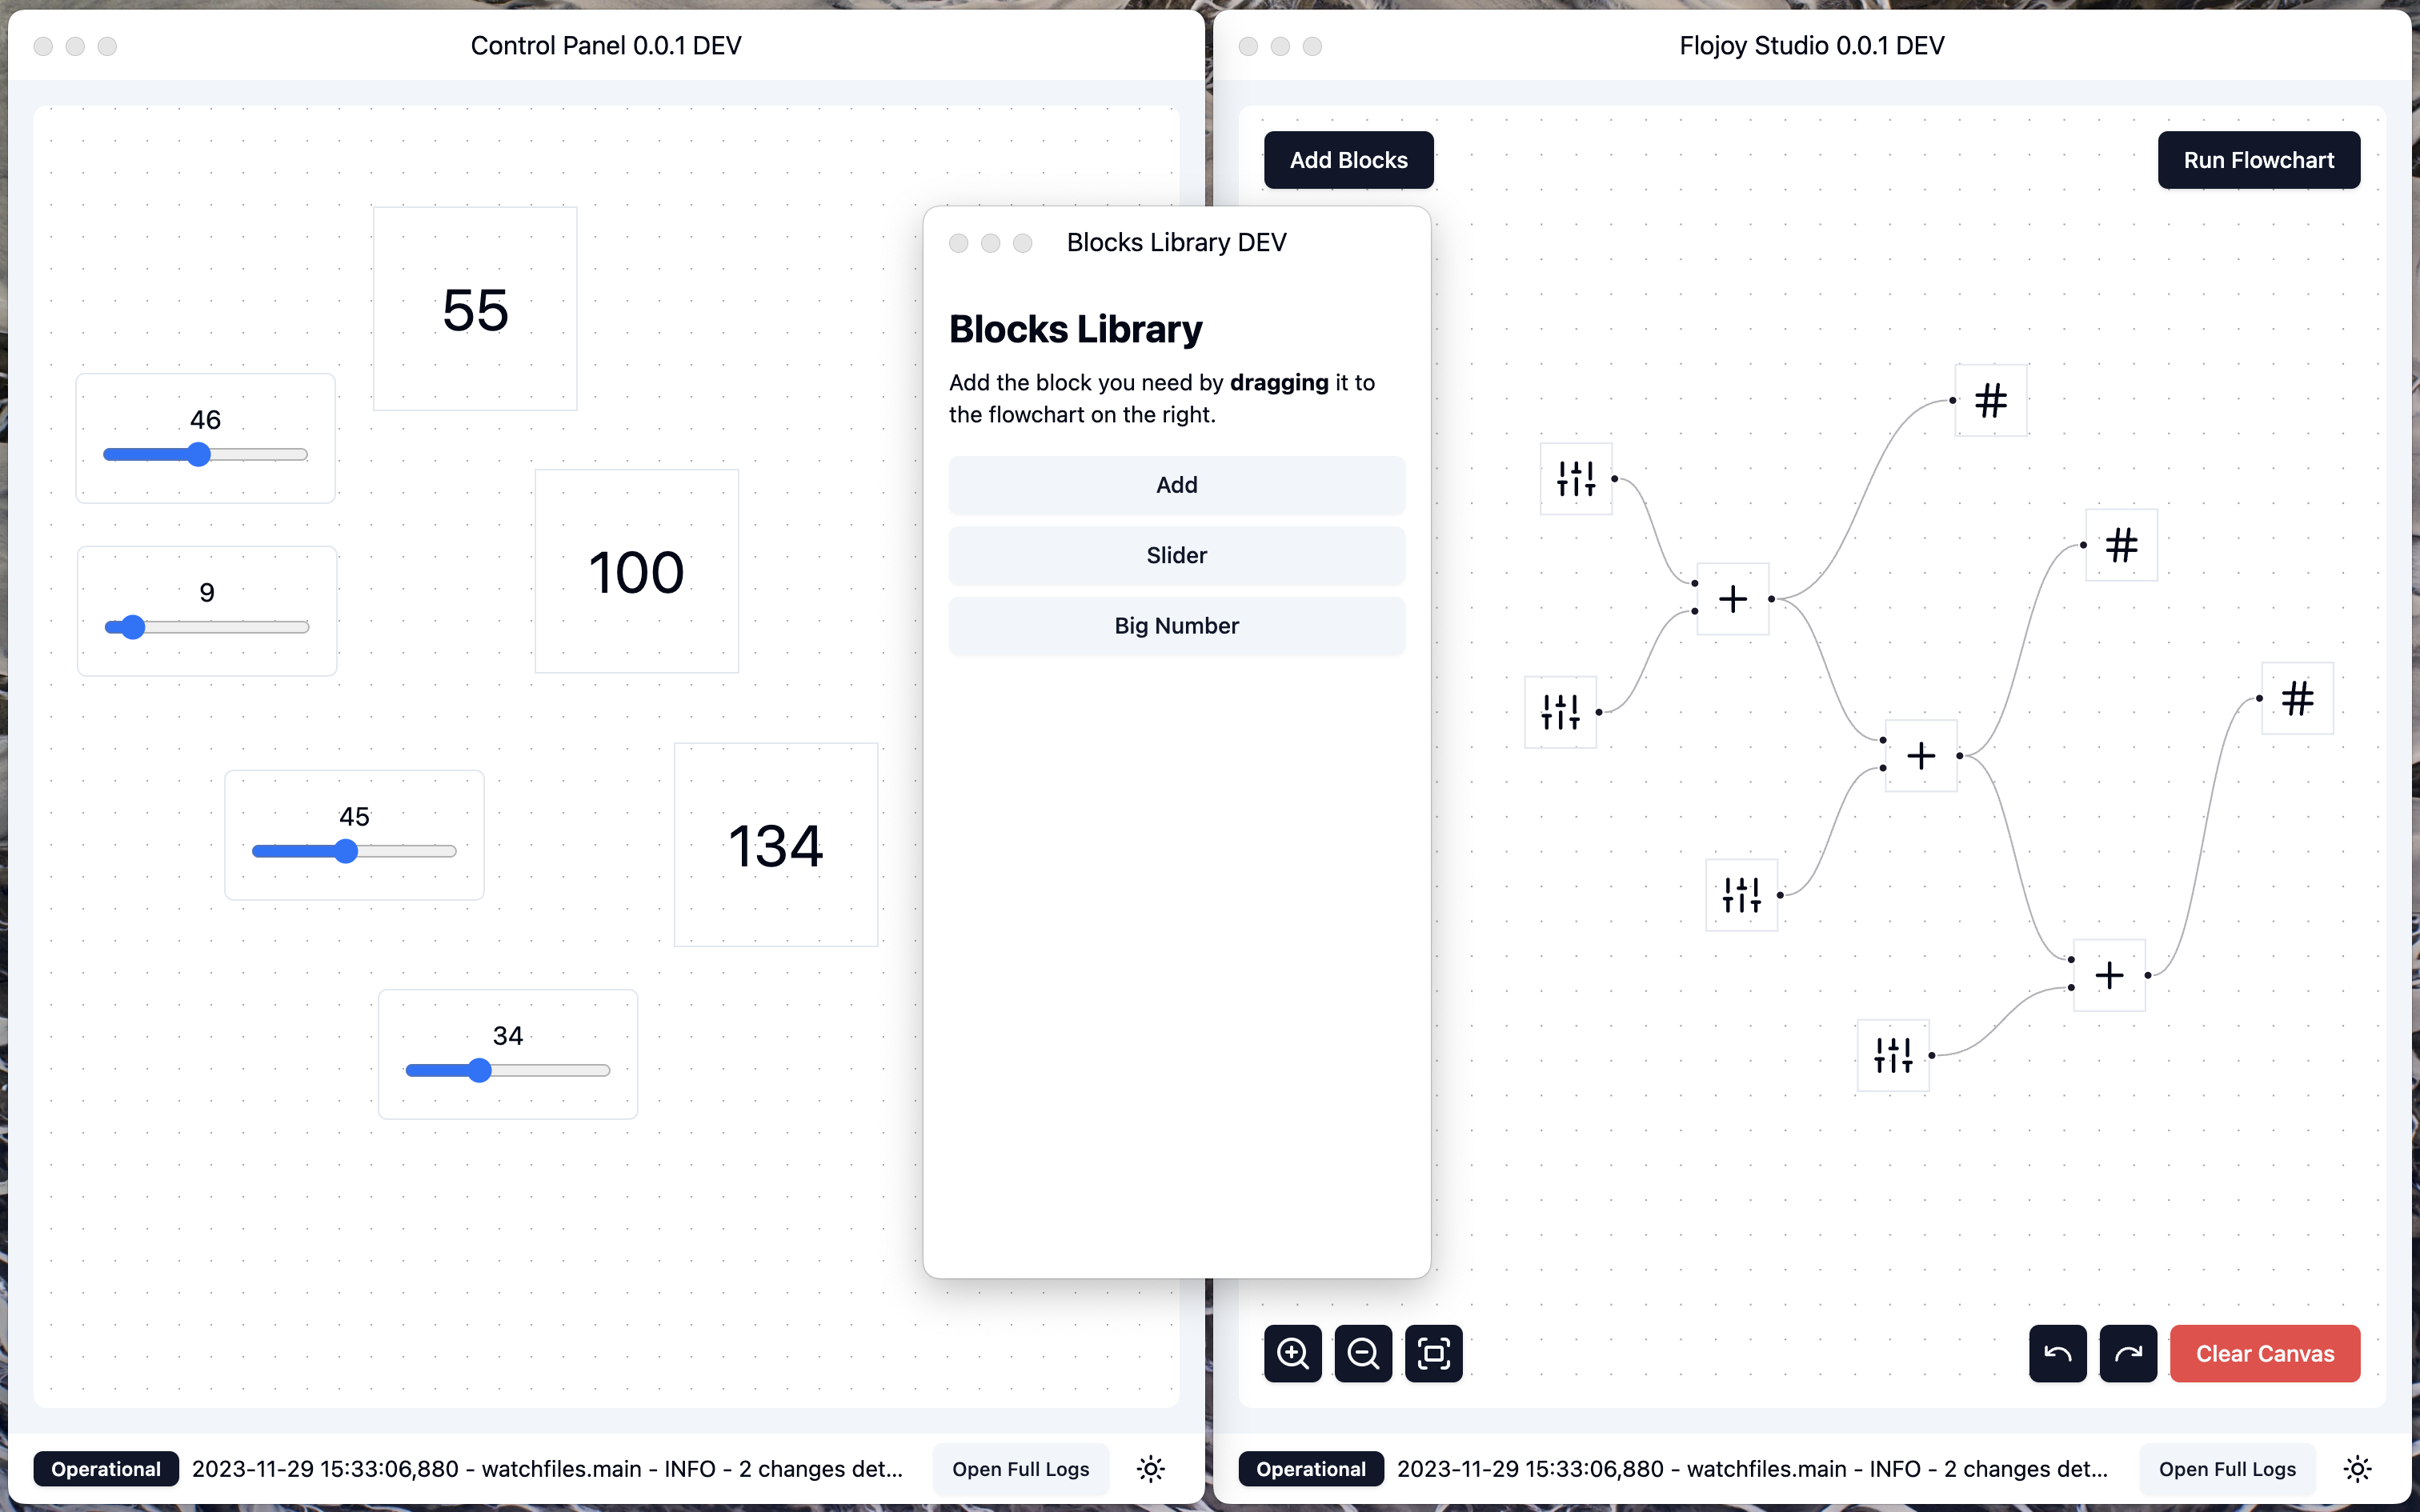 Control Panel 0.0.1 DEV
55
46
9
100
45
134
34
Operational 2023-11-29 15:33:06,880 - watchfiles.main - INFO - 2 changes det... Open Full Logs
Blocks Library DEV
Blocks Library
Add the block you need by dragging it to
the flowchart on the right.
Add
Slider
Big Number
Flojoy Studio 0.0.1 DEV
Add Blocks Run Flowchart
Clear Canvas
Operational 2023-11-29 15:33:06,880 - watchfiles.main - INFO - 2 changes det... Open Full Logs